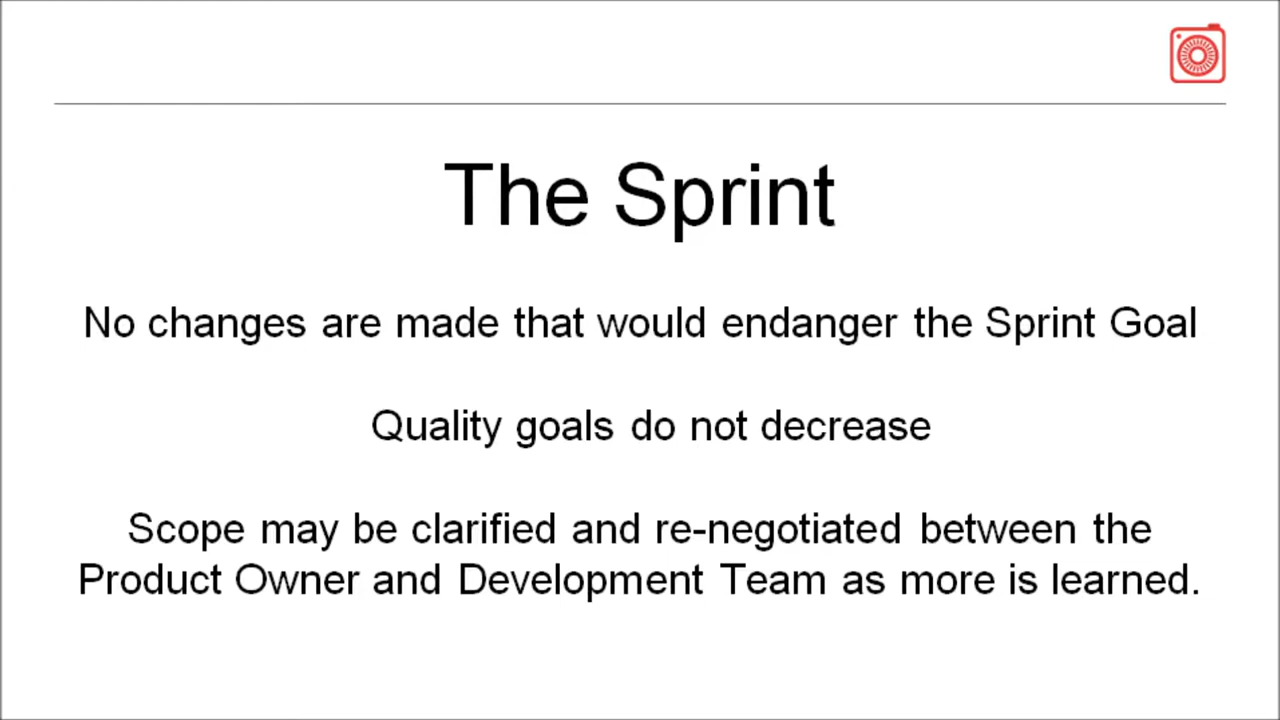 The Sprint
No changes are made that would endanger the Sprint Goal
Quality goals do not decrease
Scope may be clarified and re-negotiated between the
Product Owner and Development Team as more is learned.